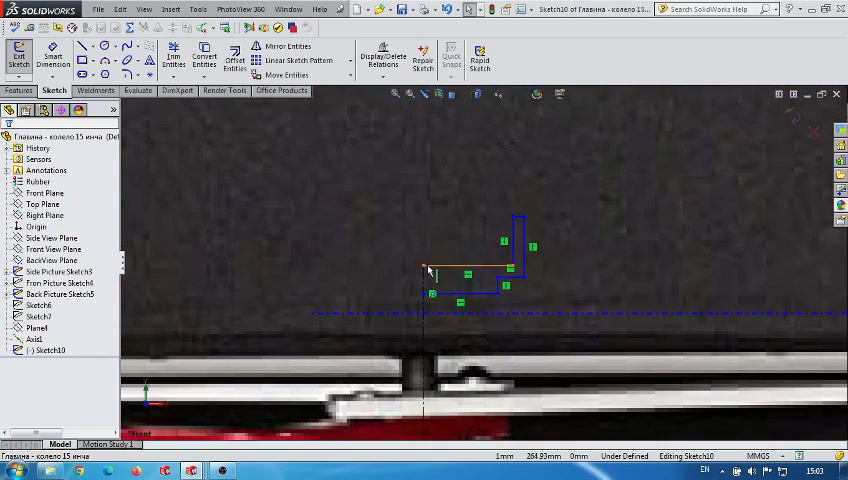 SOLIDWORKS File Edit View Insert Tools PhotoView 360 Window Help Sketch10 of Главина - колело 15 инч... Search SolidWorks Help
Exit Sketch Smart Dimension Trim Entities Convert Entities Offset Entities Mirror Entities Linear Sketch Pattern Move Entities Display/Delete Relations Repair Sketch Quick Snaps Rapid Sketch
Features Sketch Weldments Evaluate DimXpert Render Tools Office Products
Главина - колело 15 инча (Def
History
Sensors
Annotations
Rubber
Front Plane
Top Plane
Right Plane
Origin
Side View Plane
Font View Plane
BackView Plane
Side Picture Sketch3
Fron Picture Sketch4
Back Picture Sketch5
Sketch6
Sketch7
Plane4
Axis1
(-) Sketch10
*Front
Model Motion Study 1
Главина - колело 15 инча 1mm 264.93mm 0mm Under Defined Editing Sketch10 MMGS
EN 15:03